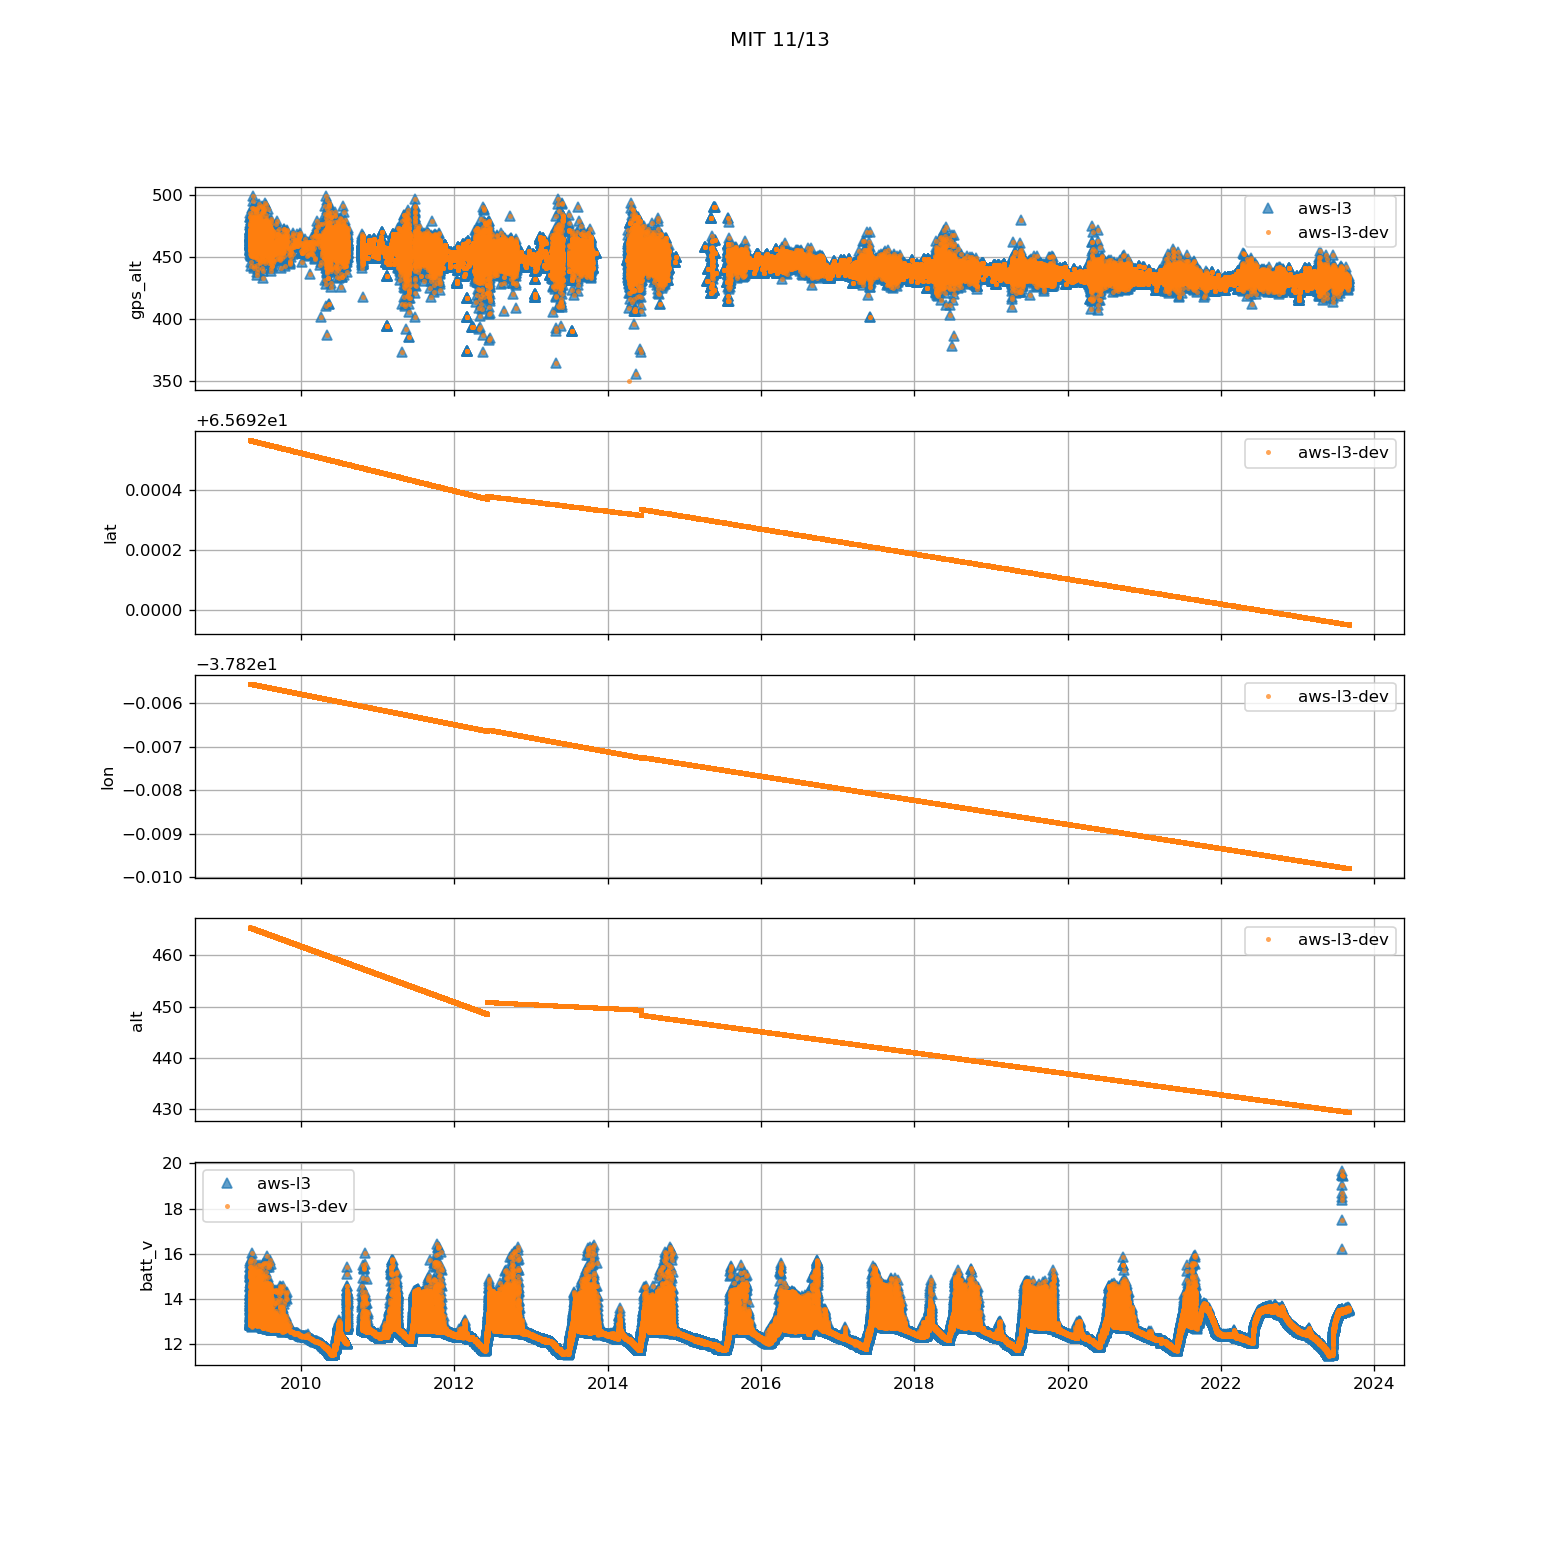 MIT 11/13
500
450
400
350
gps_alt
aws-l3
aws-l3-dev
+6.5692e1
0.0004
0.0002
0.0000
lat
aws-l3-dev
−3.782e1
−0.006
−0.007
−0.008
−0.009
−0.010
lon
aws-l3-dev
460
450
440
430
alt
aws-l3-dev
20
18
16
14
12
batt_v
aws-l3
aws-l3-dev
2010 2012 2014 2016 2018 2020 2022 2024